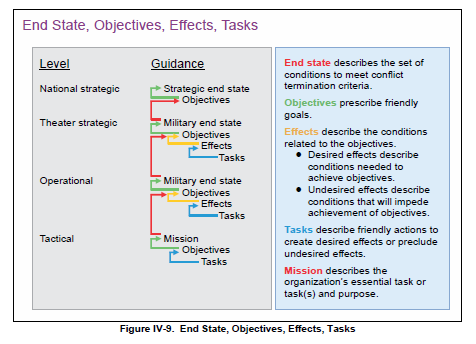 End State, Objectives, Effects, Tasks
Level Guidance
National strategic Strategic end state
Objectives
Theater strategic Military end state
Objectives
Effects
Tasks
Operational Military end state
Objectives
Effects
Tasks
Tactical Mission
Objectives
Tasks
End state describes the set of
conditions to meet conflict
termination criteria.
Objectives prescribe friendly
goals.
Effects describe the conditions
related to the objectives.
● Desired effects describe
conditions needed to
achieve objectives.
● Undesired effects describe
conditions that will impede
achievement of objectives.
Tasks describe friendly actions to
create desired effects or preclude
undesired effects.
Mission describes the
organization's essential task or
task(s) and purpose.
Figure IV-9. End State, Objectives, Effects, Tasks